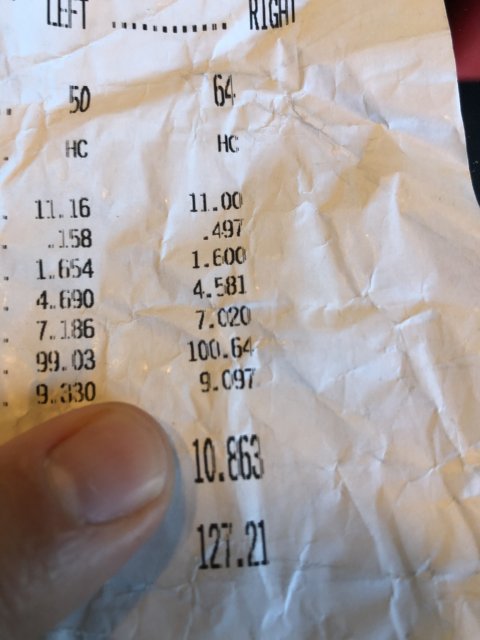 LEFT ........... RIGHT
. 50 64
. HC HC
. 11.16 11.00
. .158 .497
. 1.654 1.600
. 4.690 4.581
. 7.186 7.020
. 99.03 100.64
. 9.330 9.097
10.863
127.21